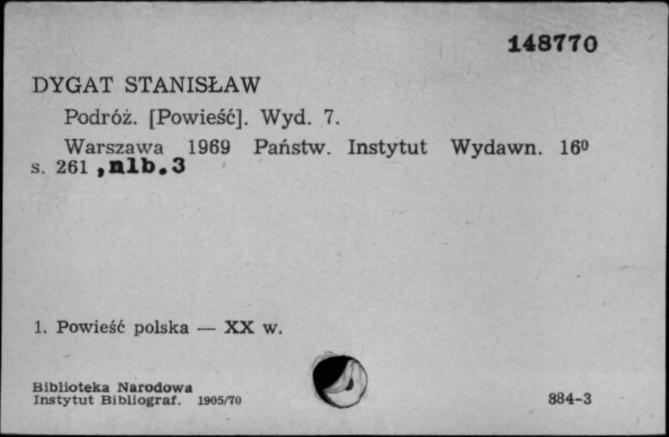 148770
DYGAT STANISŁAW
Podróż. [Powieść]. Wyd. 7.
Warszawa 1969 Państw. Instytut Wydawn. 16⁰
s. 261 ,nlb.3
1. Powieść polska — XX w.
Biblioteka Narodowa
Instytut Bibliograf. 1905/70
884-3